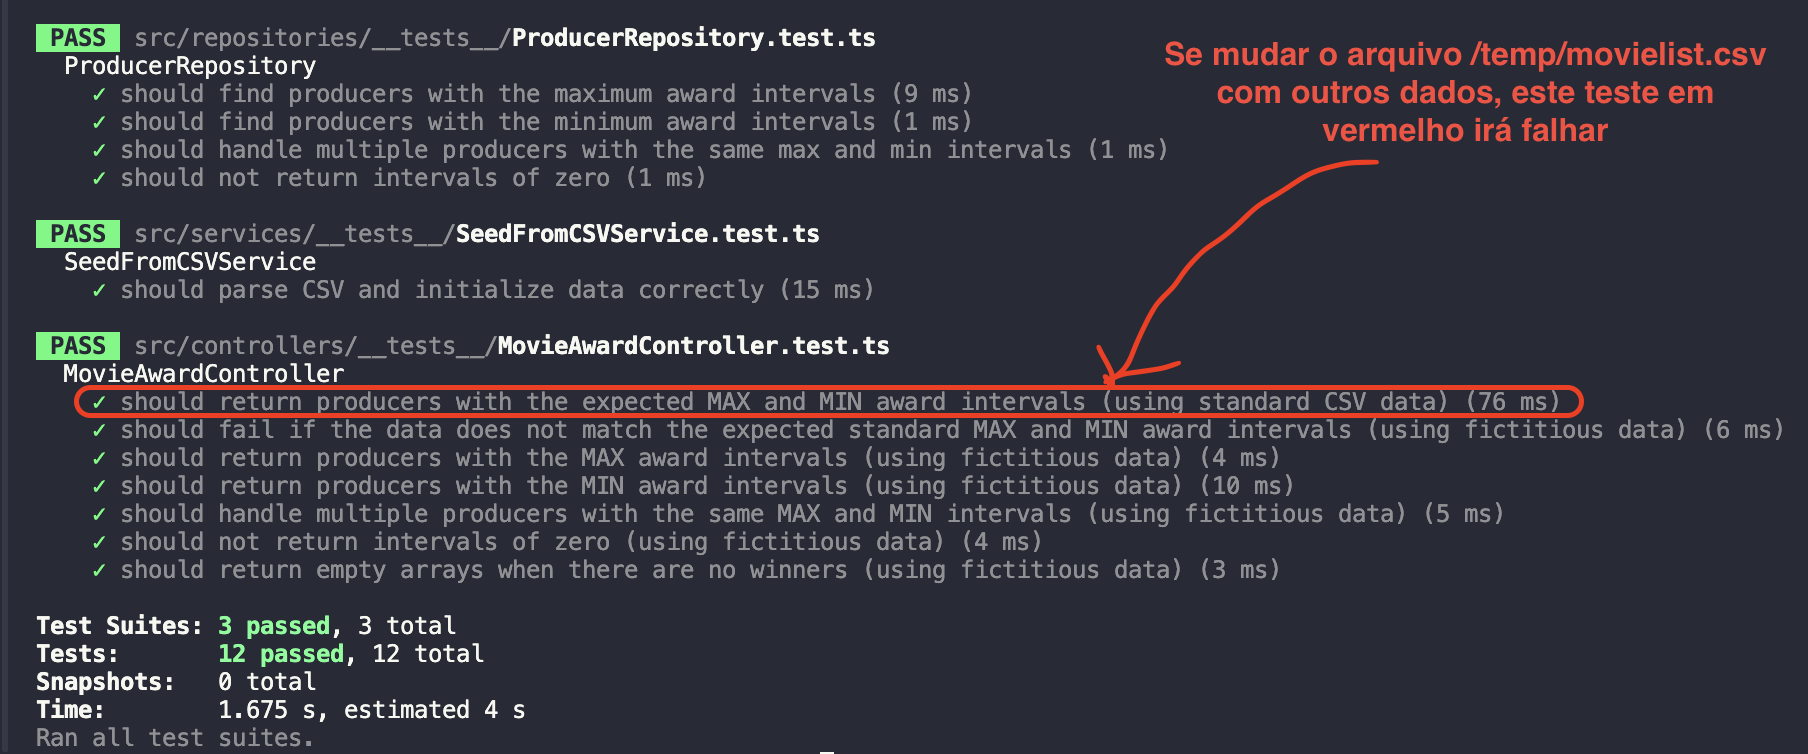 PASS src/repositories/__tests__/ProducerRepository.test.ts
ProducerRepository
✓ should find producers with the maximum award intervals (9 ms)
✓ should find producers with the minimum award intervals (1 ms)
✓ should handle multiple producers with the same max and min intervals (1 ms)
✓ should not return intervals of zero (1 ms)
Se mudar o arquivo /temp/movielist.csv
com outros dados, este teste em
vermelho irá falhar
PASS src/services/__tests__/SeedFromCSVService.test.ts
SeedFromCSVService
✓ should parse CSV and initialize data correctly (15 ms)
PASS src/controllers/__tests__/MovieAwardController.test.ts
MovieAwardController
✓ should return producers with the expected MAX and MIN award intervals (using standard CSV data) (76 ms)
✓ should fail if the data does not match the expected standard MAX and MIN award intervals (using fictitious data) (6 ms)
✓ should return producers with the MAX award intervals (using fictitious data) (4 ms)
✓ should return producers with the MIN award intervals (using fictitious data) (10 ms)
✓ should handle multiple producers with the same MAX and MIN intervals (using fictitious data) (5 ms)
✓ should not return intervals of zero (using fictitious data) (4 ms)
✓ should return empty arrays when there are no winners (using fictitious data) (3 ms)
Test Suites: 3 passed, 3 total
Tests: 12 passed, 12 total
Snapshots: 0 total
Time: 1.675 s, estimated 4 s
Ran all test suites.